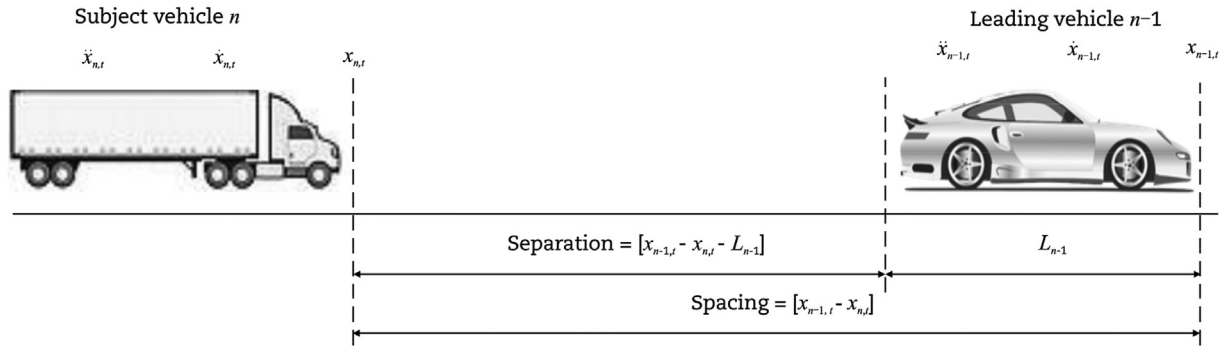 Subject vehicle n
Leading vehicle n−1
ẍn,t ẋn,t xn,t ẍn−1,t ẋn−1,t xn−1,t
Separation = [xn-1,t - xn,t - Ln-1]
Ln-1
Spacing = [xn−1, t - xn,t]